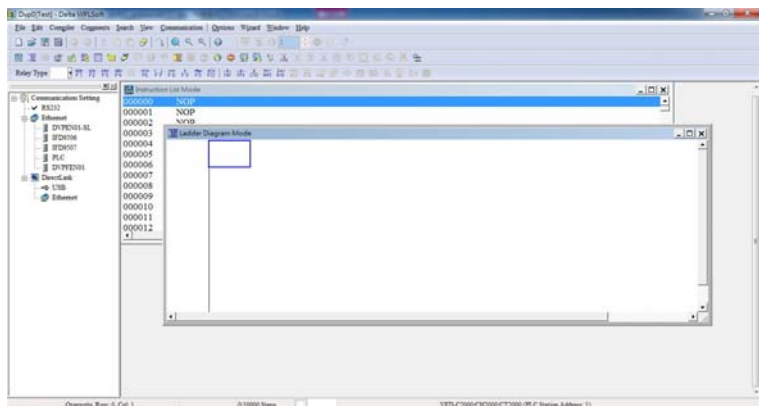 Dvp0[Test] - Delta WPLSoft
File Edit Compiler Comments Search View Communication Options Wizard Window Help
Relay Type
Communication Setting
RS232
Ethernet
DVPEN01-SL
IFD9506
IFD9507
PLC
DVPFEN01
DirectLink
USB
Ethernet
Instruction List Mode
000000 NOP
000001 NOP
000002 NOP
000003
000004
000005
000006
000007
000008
000009
000010
000011
000012
Ladder Diagram Mode
Overwrite Row: 0, Col: 1
0/10000 Steps
VFD-C2000/CH2000/CT2000 (PLC Station Address: 1)